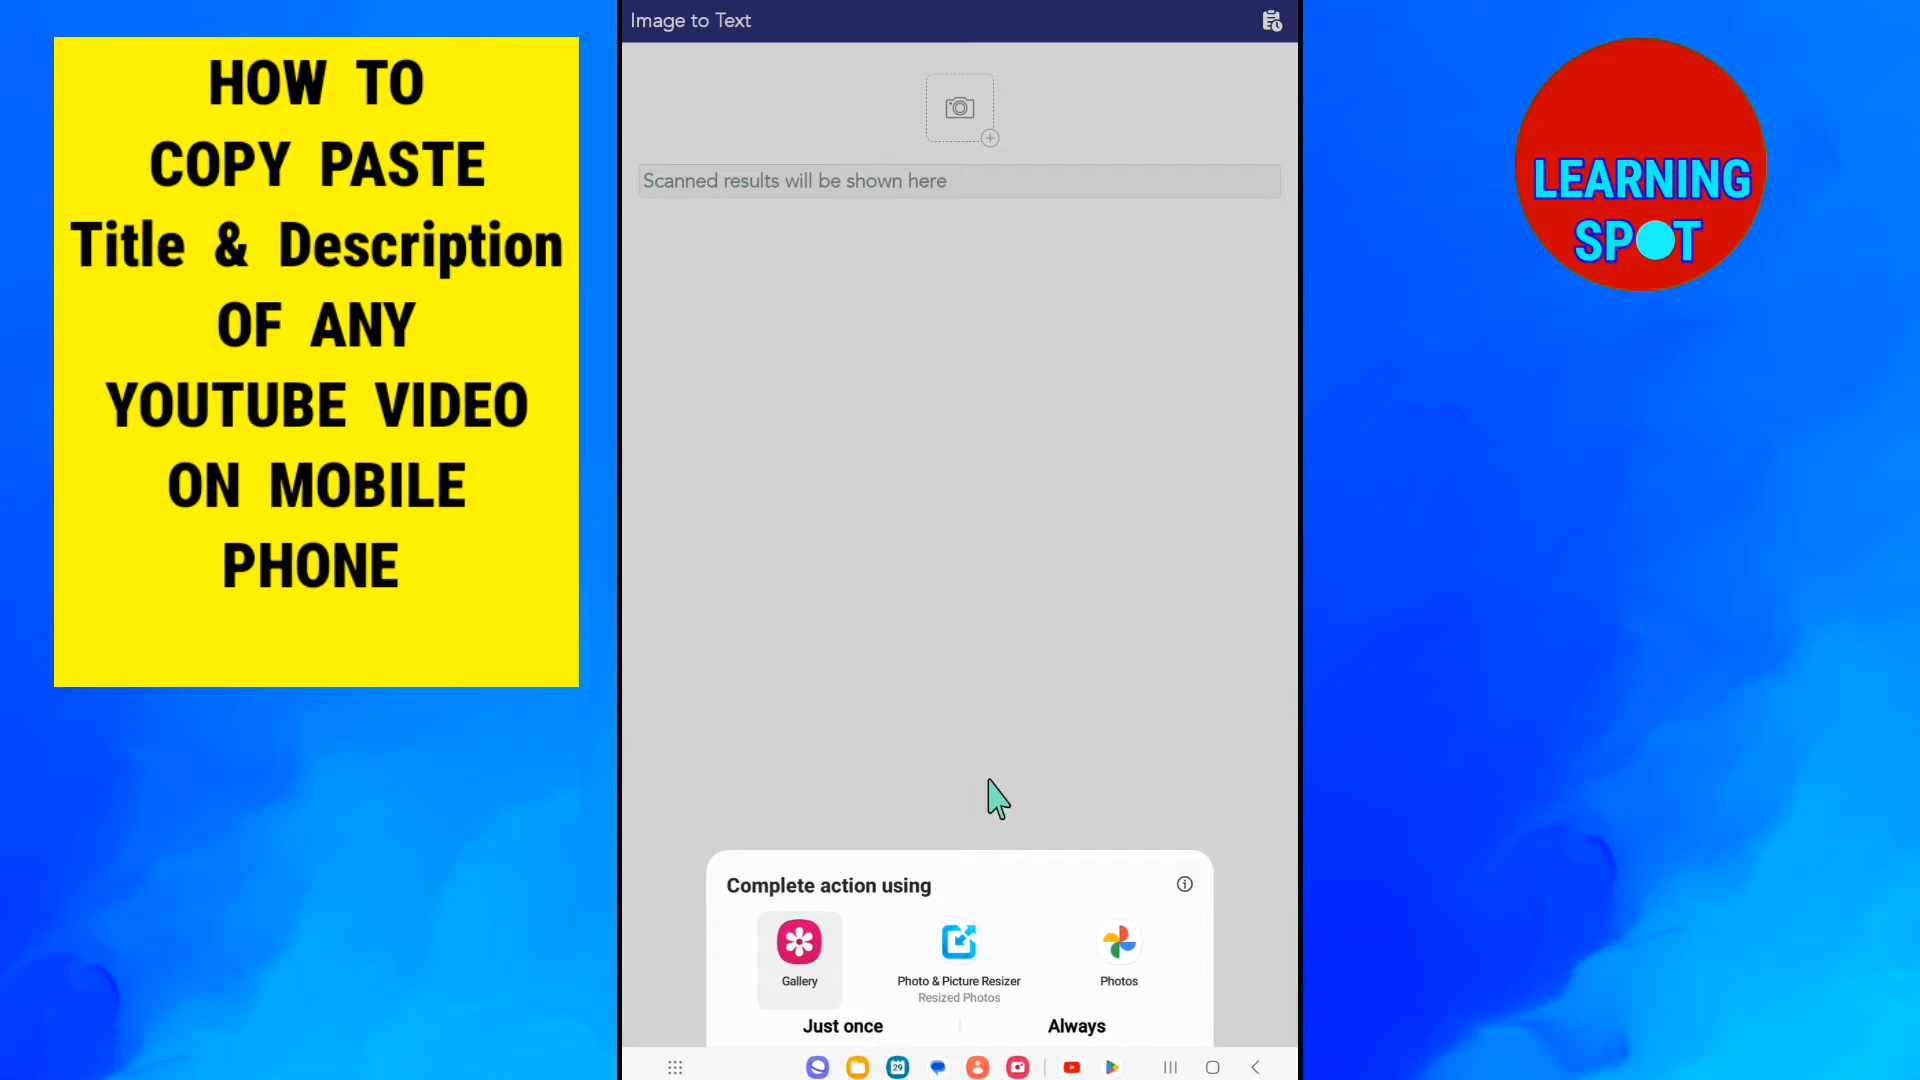 HOW TO
COPY PASTE
Title & Description
OF ANY
YOUTUBE VIDEO
ON MOBILE
PHONE
Image to Text
Scanned results will be shown here
Complete action using
Gallery
Photo & Picture Resizer
Resized Photos
Photos
Just once
Always
29
LEARNING
SPOT